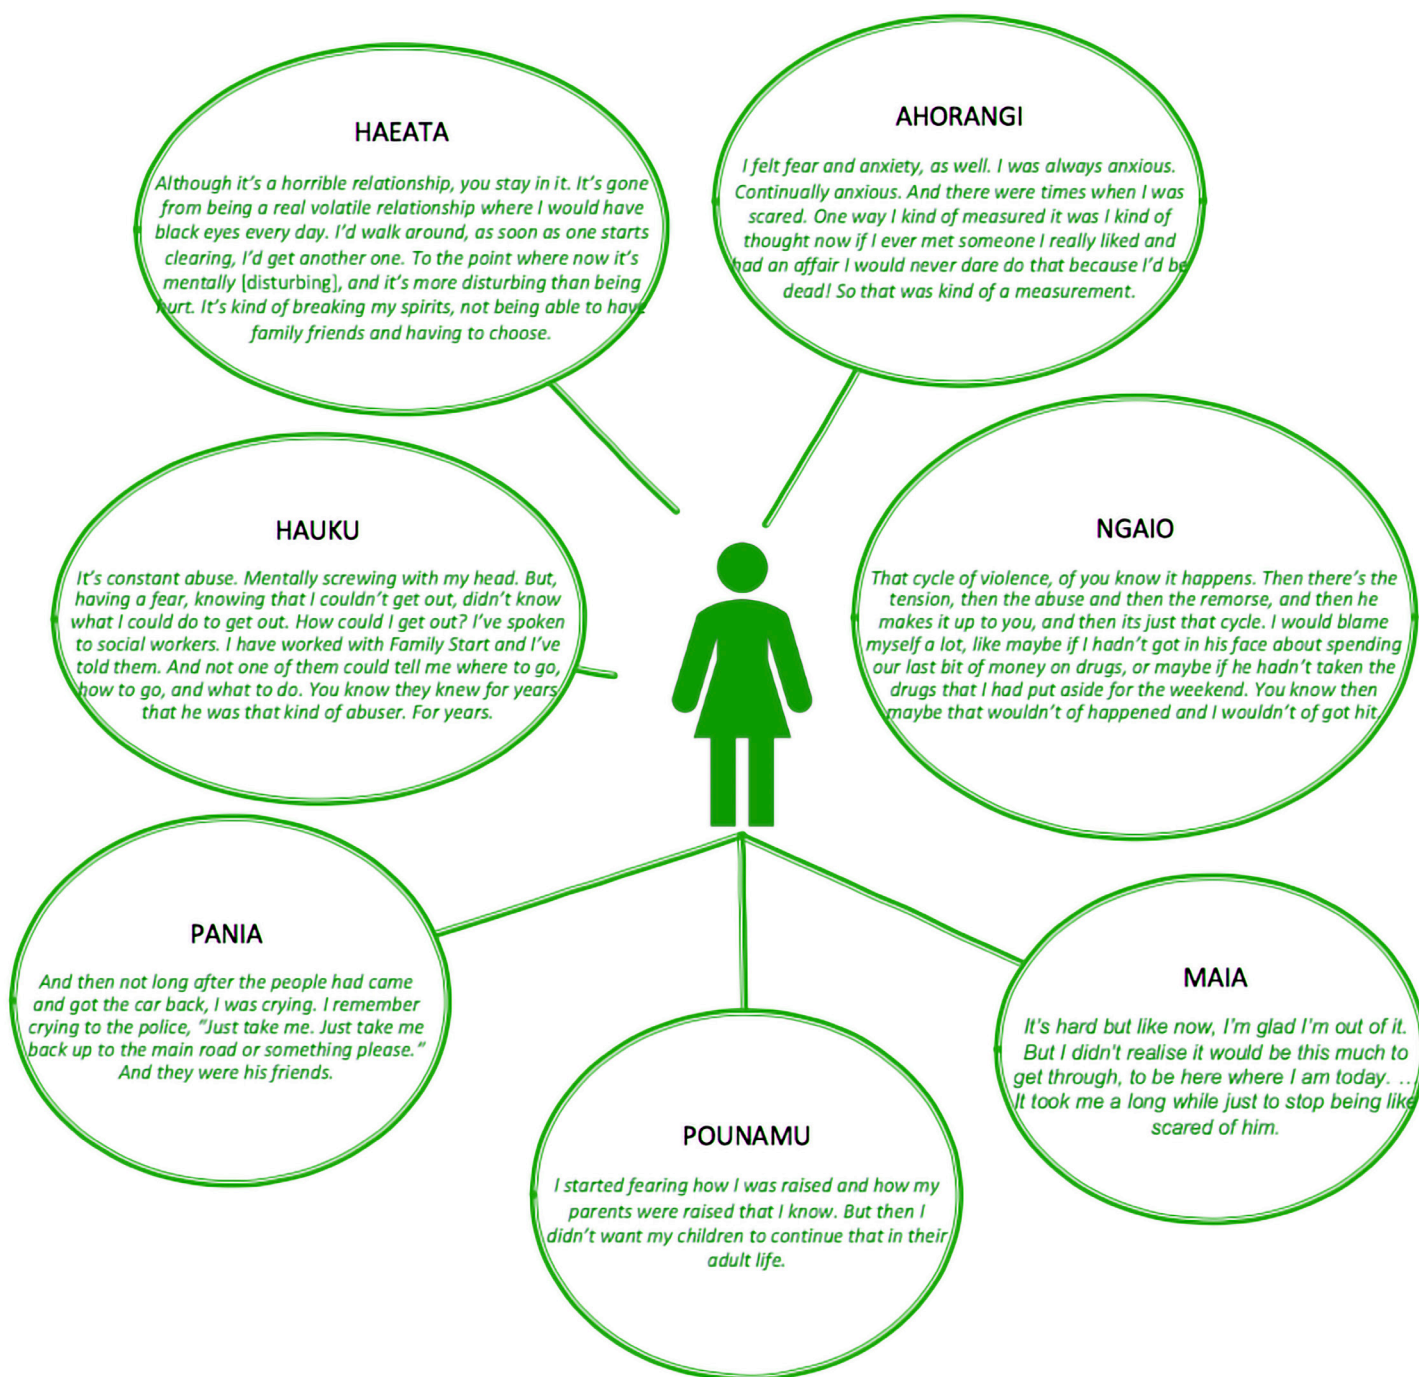 HAEATA
Although it's a horrible relationship, you stay in it. It's gone
from being a real volatile relationship where I would have
black eyes every day. I'd walk around, as soon as one starts
clearing, I'd get another one. To the point where now it's
mentally [disturbing], and it's more disturbing than being
hurt. It's kind of breaking my spirits, not being able to have
family friends and having to choose.
AHORANGI
I felt fear and anxiety, as well. I was always anxious.
Continually anxious. And there were times when I was
scared. One way I kind of measured it was I kind of
thought now if I ever met someone I really liked and
had an affair I would never dare do that because I'd be
dead! So that was kind of a measurement.
HAUKU
It's constant abuse. Mentally screwing with my head. But,
having a fear, knowing that I couldn't get out, didn't know
what I could do to get out. How could I get out? I've spoken
to social workers. I have worked with Family Start and I've
told them. And not one of them could tell me where to go,
how to go, and what to do. You know they knew for years
that he was that kind of abuser. For years.
NGAIO
That cycle of violence, of you know it happens. Then there's the
tension, then the abuse and then the remorse, and then he
makes it up to you, and then its just that cycle. I would blame
myself a lot, like maybe if I hadn't got in his face about spending
our last bit of money on drugs, or maybe if he hadn't taken the
drugs that I had put aside for the weekend. You know then
maybe that wouldn't of happened and I wouldn't of got hit.
PANIA
And then not long after the people had came
and got the car back, I was crying. I remember
crying to the police, "Just take me. Just take me
back up to the main road or something please."
And they were his friends.
POUNAMU
I started fearing how I was raised and how my
parents were raised that I know. But then I
didn't want my children to continue that in their
adult life.
MAIA
It's hard but like now, I'm glad I'm out of it.
But I didn't realise it would be this much to
get through, to be here where I am today. …
It took me a long while just to stop being like
scared of him.